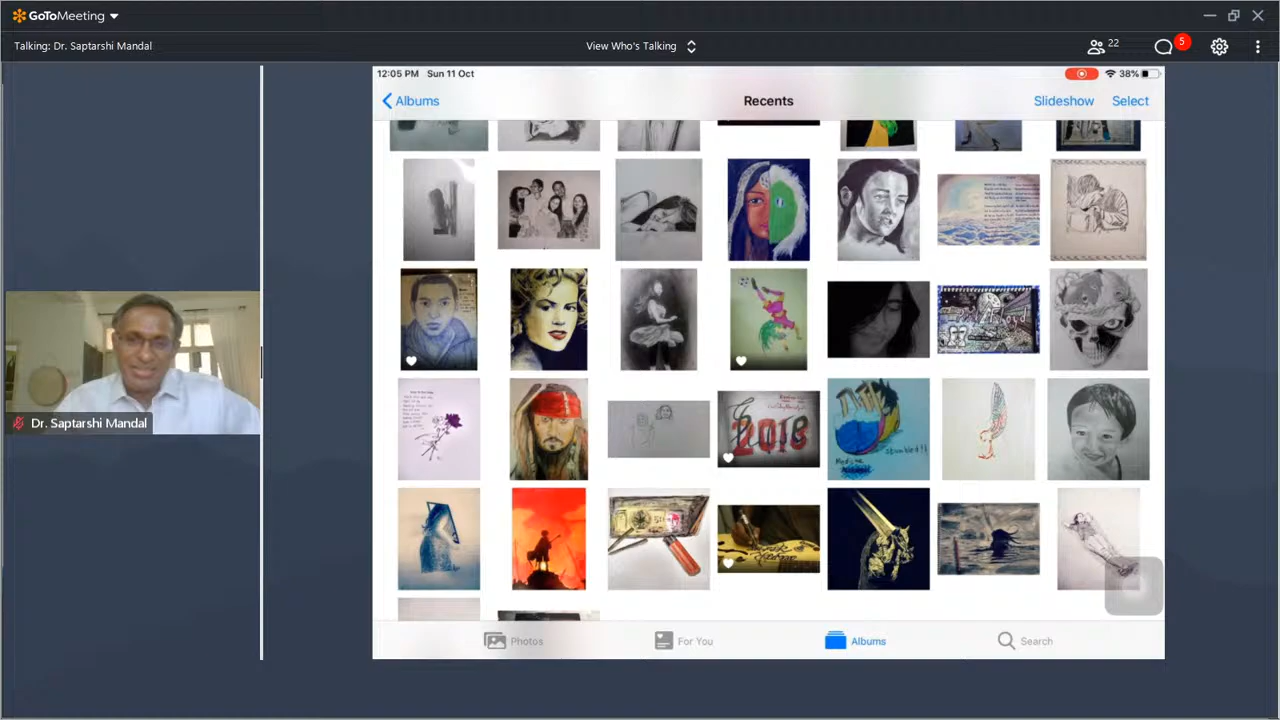 GoToMeeting
Talking: Dr. Saptarshi Mandal
View Who's Talking
22
5
12:05 PM Sun 11 Oct
38%
Albums
Recents
Slideshow
Select
2018
stumbled!!
Dr. Saptarshi Mandal
Photos
For You
Albums
Search